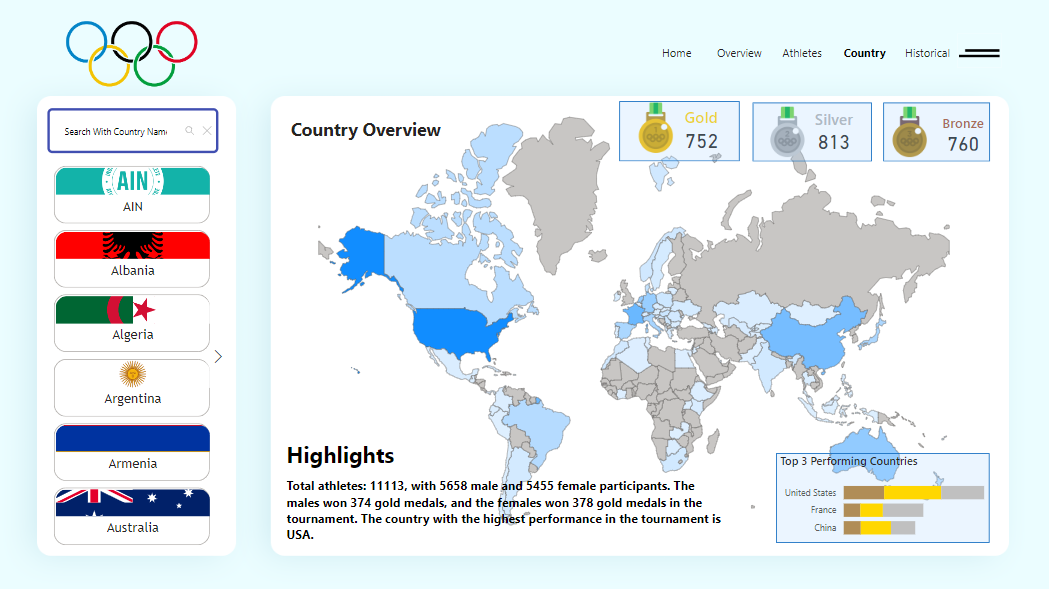 Home Overview Athletes Country Historical
Search With Country Nam
AIN
AIN
Albania
Algeria
Argentina
Armenia
Australia
Country Overview
Gold
752
Silver
813
Bronze
760
Highlights
Total athletes: 11113, with 5658 male and 5455 female participants. The
males won 374 gold medals, and the females won 378 gold medals in the
tournament. The country with the highest performance in the tournament is
USA.
Top 3 Performing Countries
United States
France
China